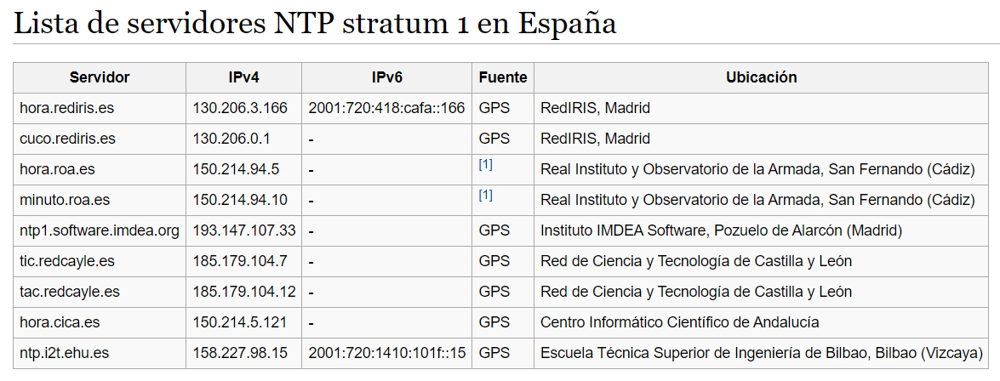 Lista de servidores NTP stratum 1 en España
Servidor IPv4 IPv6 Fuente Ubicación
hora.rediris.es 130.206.3.166 2001:720:418:cafa::166 GPS RedIRIS, Madrid
cuco.rediris.es 130.206.0.1 - GPS RedIRIS, Madrid
hora.roa.es 150.214.94.5 - [1] Real Instituto y Observatorio de la Armada, San Fernando (Cádiz)
minuto.roa.es 150.214.94.10 - [1] Real Instituto y Observatorio de la Armada, San Fernando (Cádiz)
ntp1.software.imdea.org 193.147.107.33 - GPS Instituto IMDEA Software, Pozuelo de Alarcón (Madrid)
tic.redcayle.es 185.179.104.7 - GPS Red de Ciencia y Tecnología de Castilla y León
tac.redcayle.es 185.179.104.12 - GPS Red de Ciencia y Tecnología de Castilla y León
hora.cica.es 150.214.5.121 - GPS Centro Informático Científico de Andalucía
ntp.i2t.ehu.es 158.227.98.15 2001:720:1410:101f::15 GPS Escuela Técnica Superior de Ingeniería de Bilbao, Bilbao (Vizcaya)